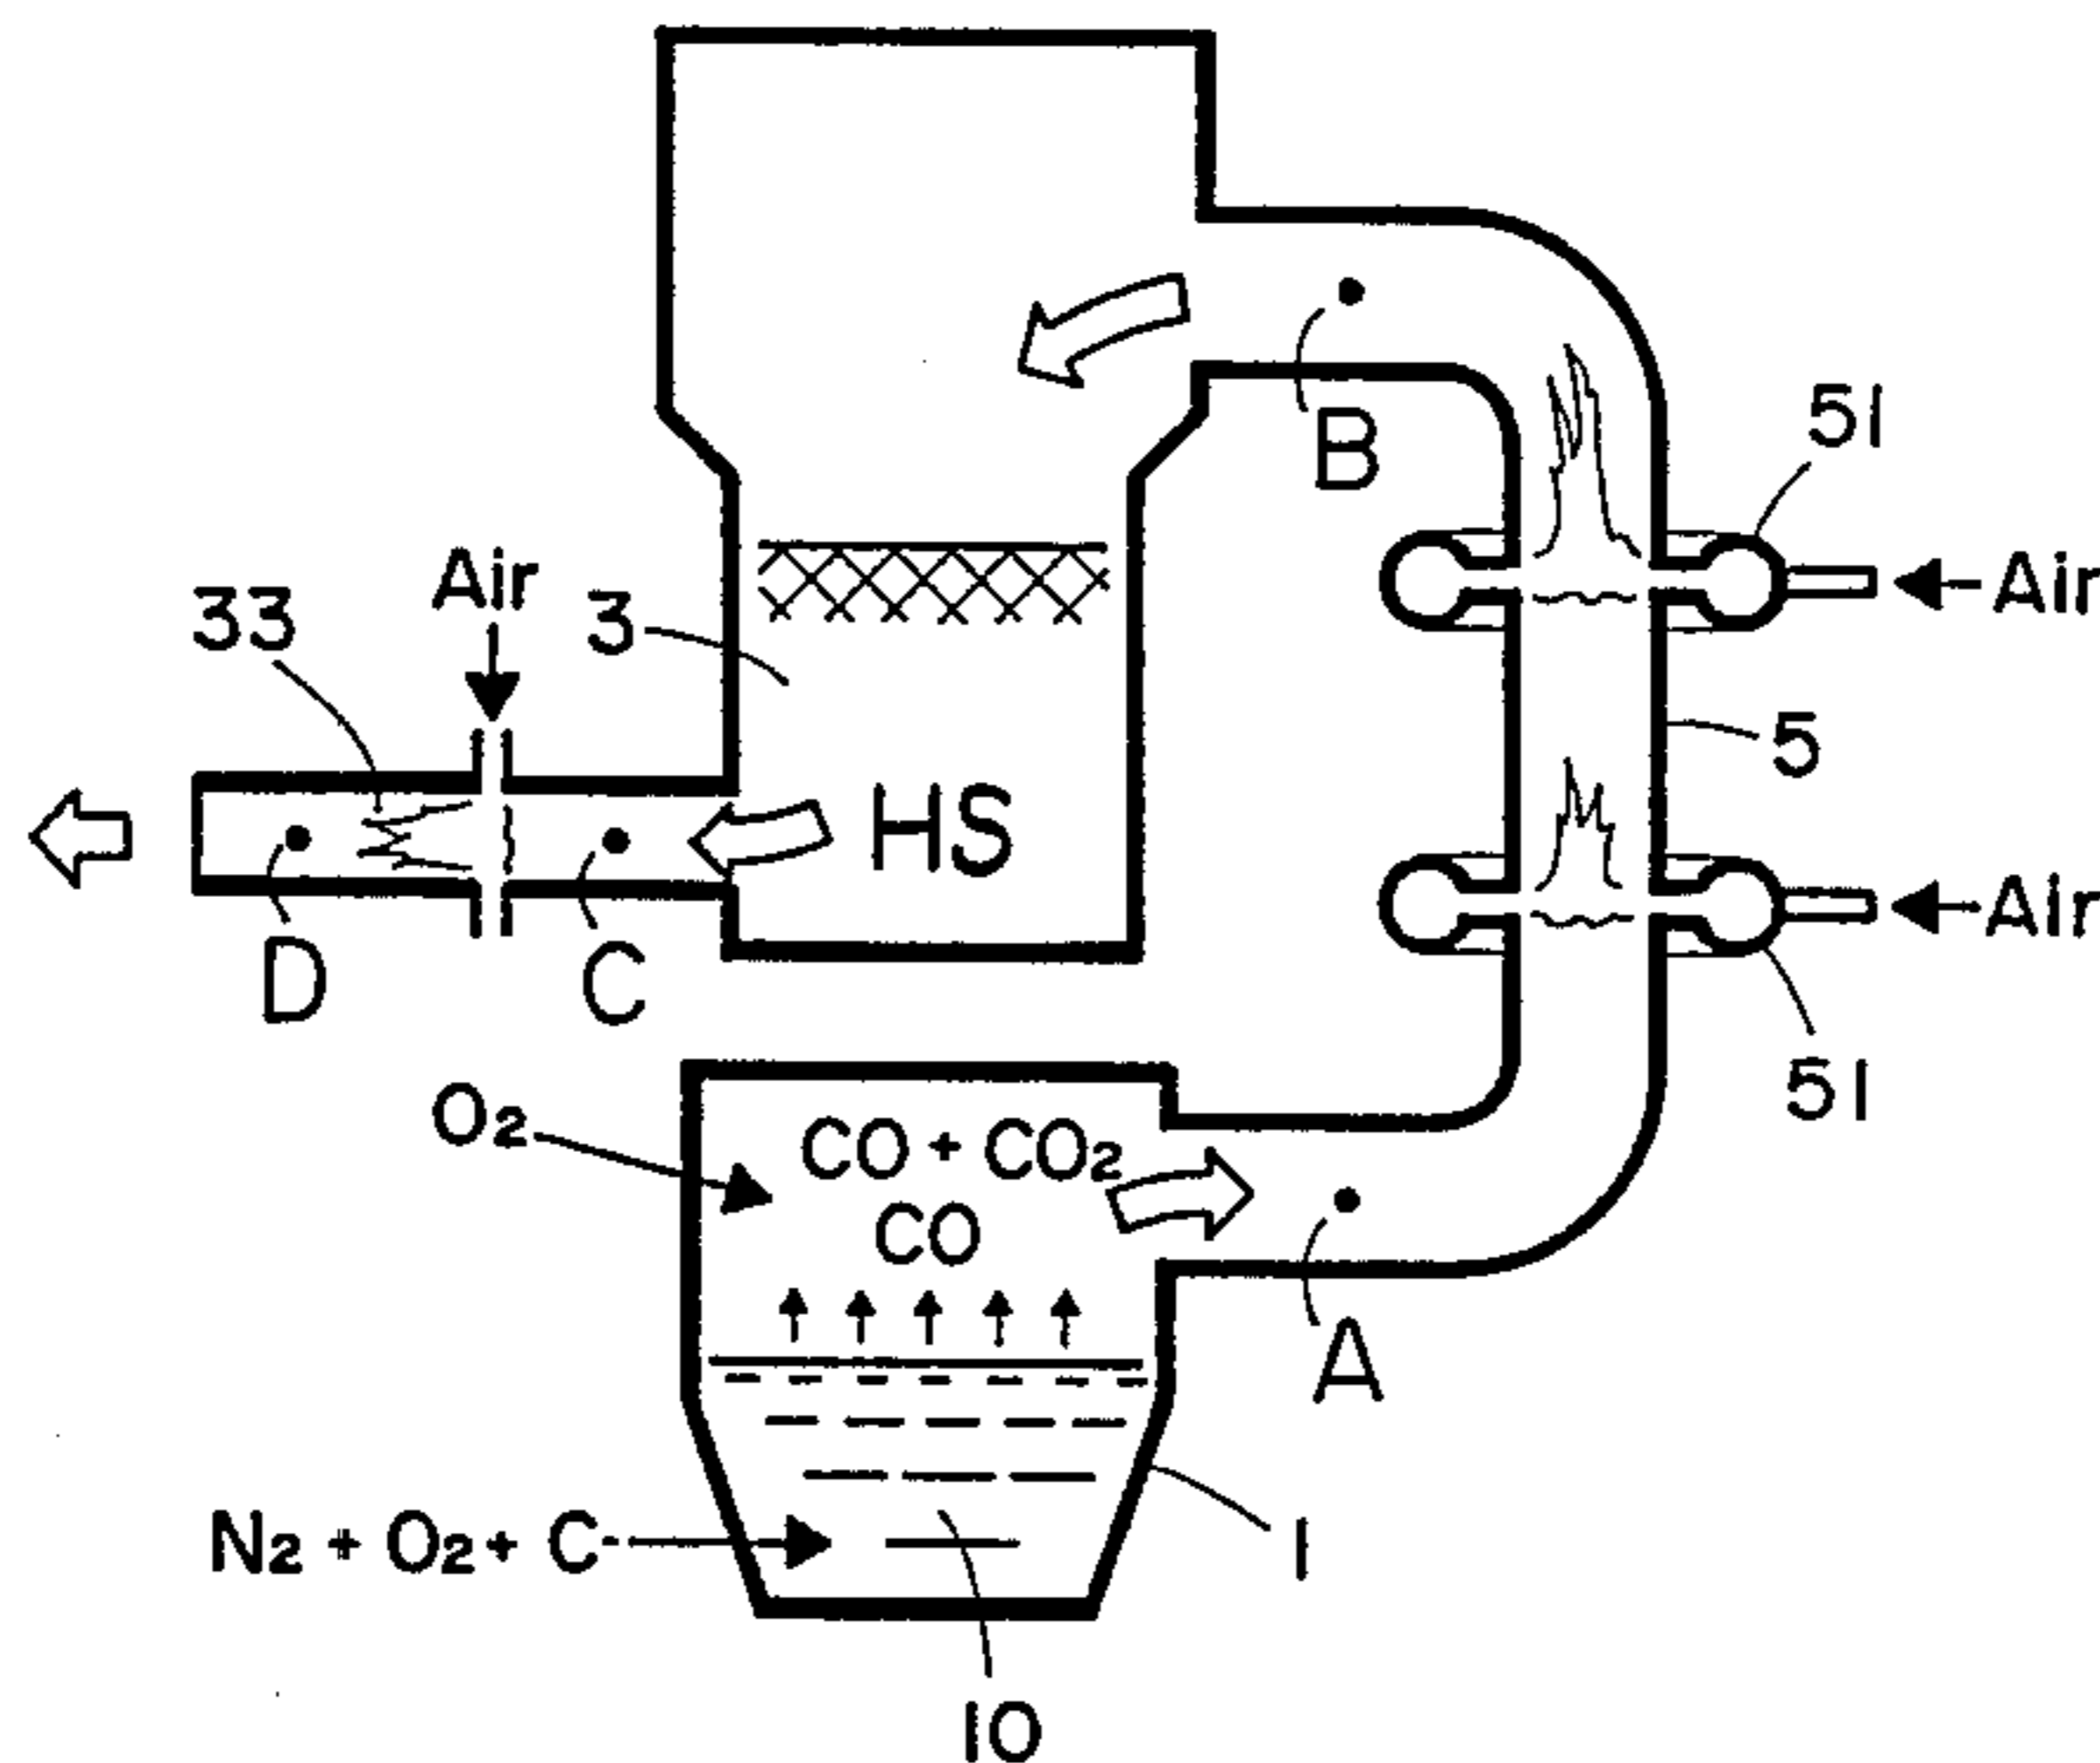 B
51
Air
33
3
Air
5
HS
D
C
Air
51
O₂
CO + CO₂
CO
A
N₂ + O₂ + C
1
10